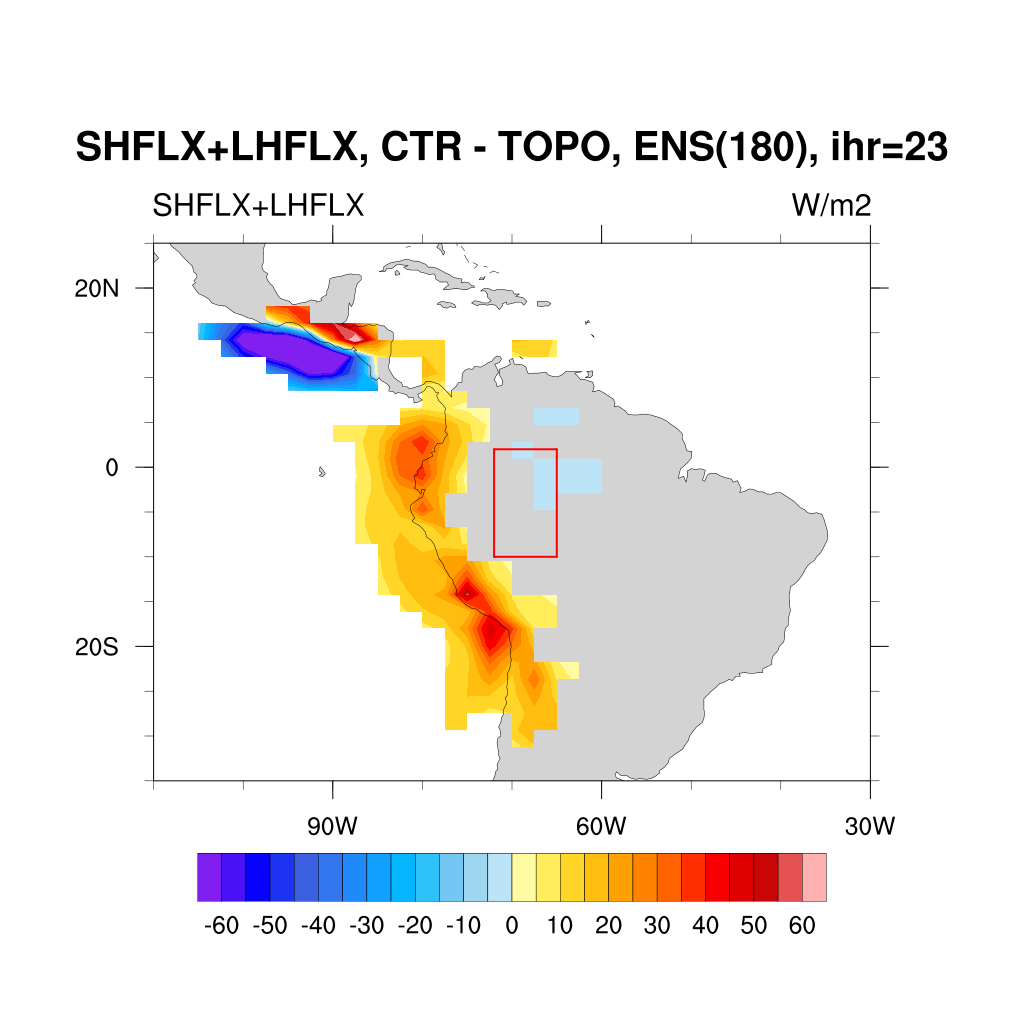 SHFLX+LHFLX, CTR - TOPO, ENS(180), ihr=23
SHFLX+LHFLX W/m2
20N
0
20S
90W 60W 30W
-60 -50 -40 -30 -20 -10 0 10 20 30 40 50 60